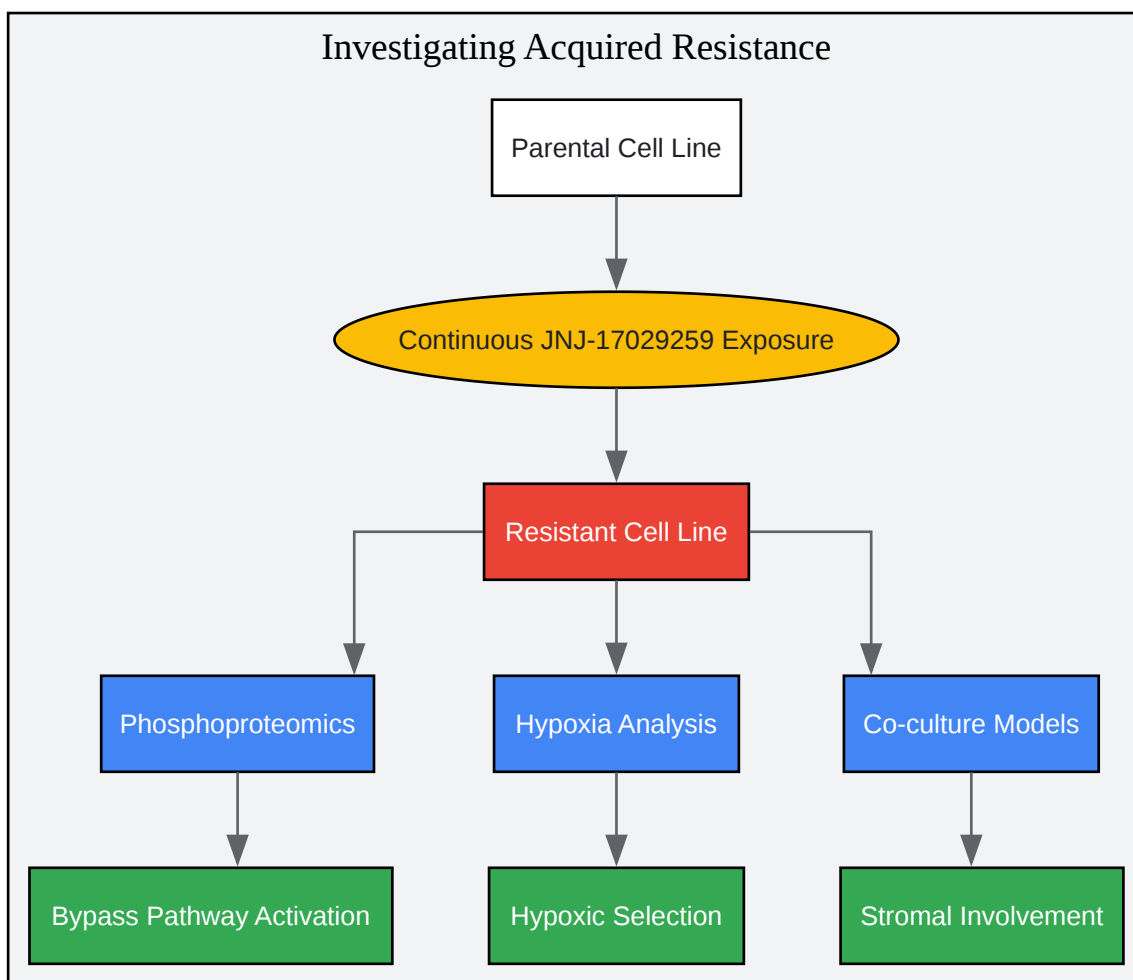 Investigating Acquired Resistance
Parental Cell Line
Continuous JNJ-17029259 Exposure
Resistant Cell Line
Phosphoproteomics
Hypoxia Analysis
Co-culture Models
Bypass Pathway Activation
Hypoxic Selection
Stromal Involvement